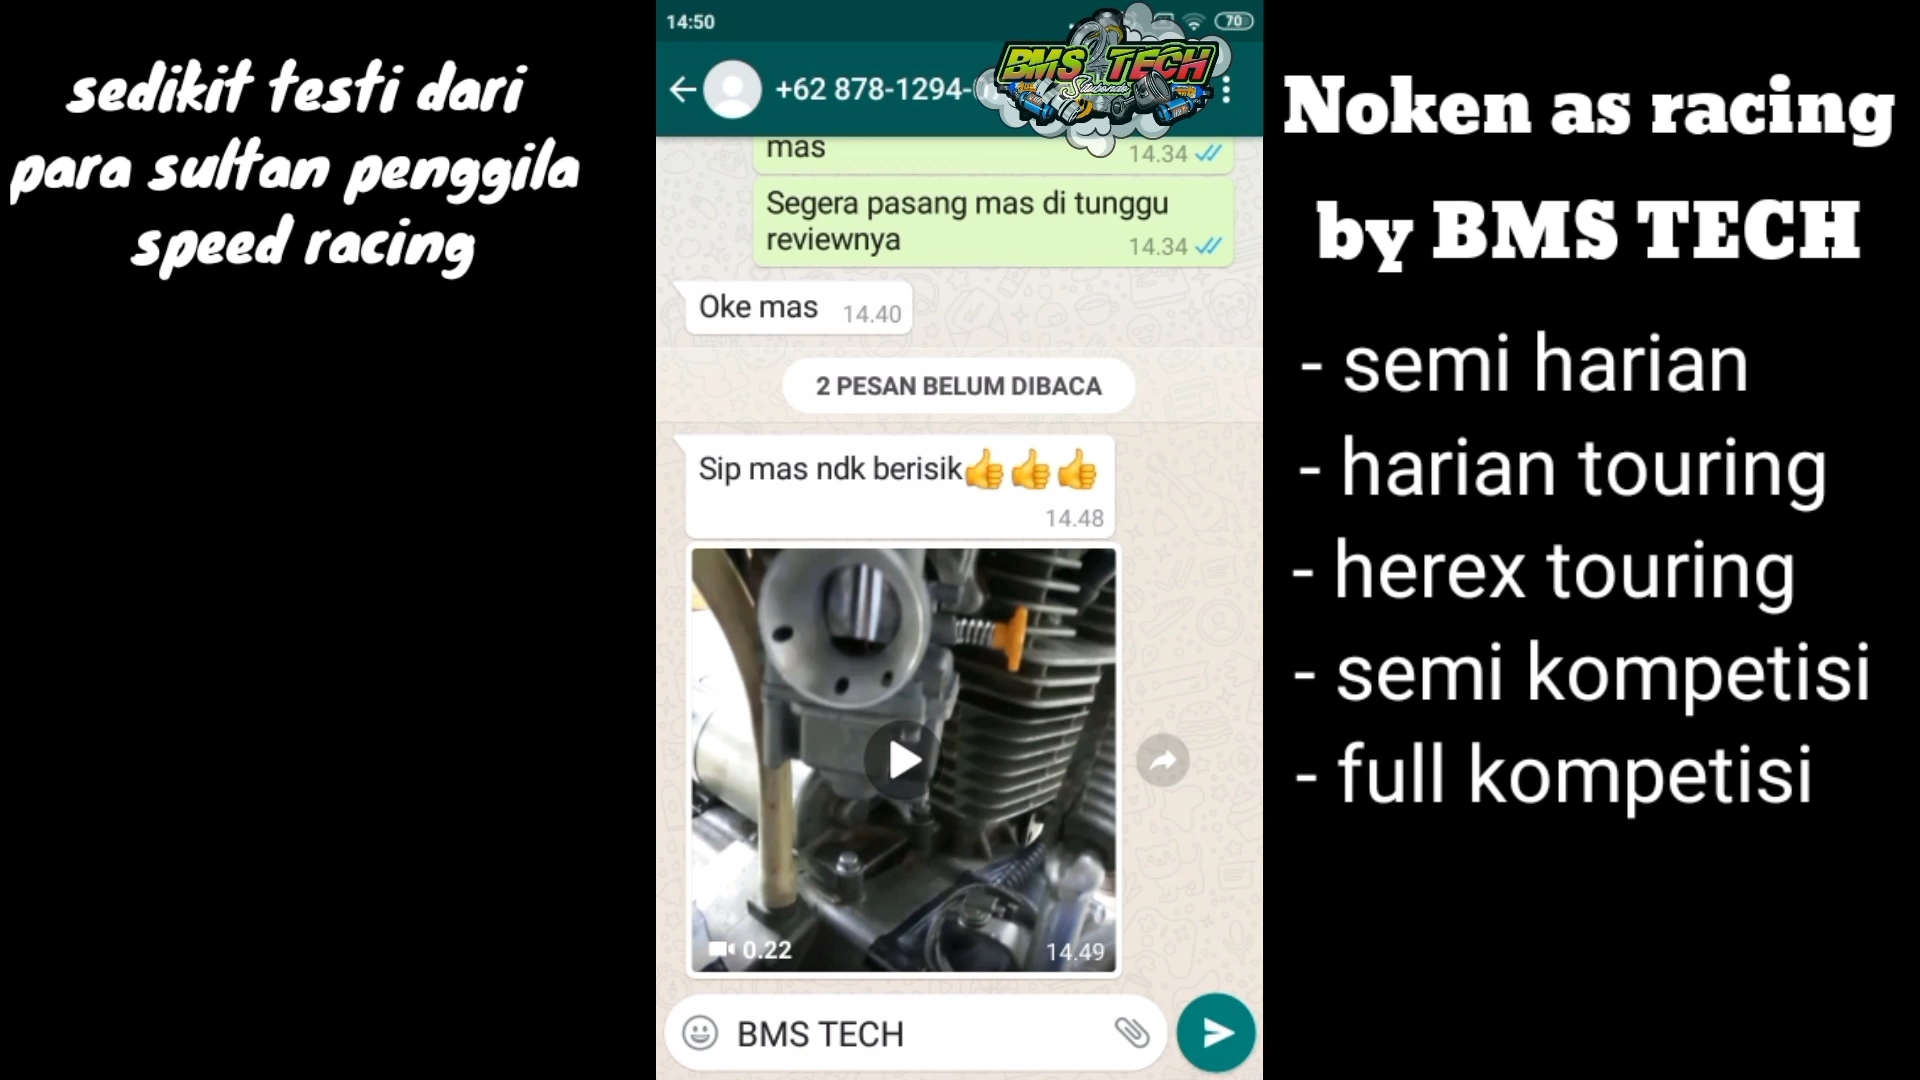 sedikit testi dari
para sultan penggila
speed racing
14:50
70
+62 878-1294-
BMS TECH
Situbondo
mas
14.34
Segera pasang mas di tunggu
reviewnya
14.34
Oke mas
14.40
2 PESAN BELUM DIBACA
Sip mas ndk berisik👍👍👍
14.48
0.22
14.49
BMS TECH
Noken as racing
by BMS TECH
- semi harian
- harian touring
- herex touring
- semi kompetisi
- full kompetisi